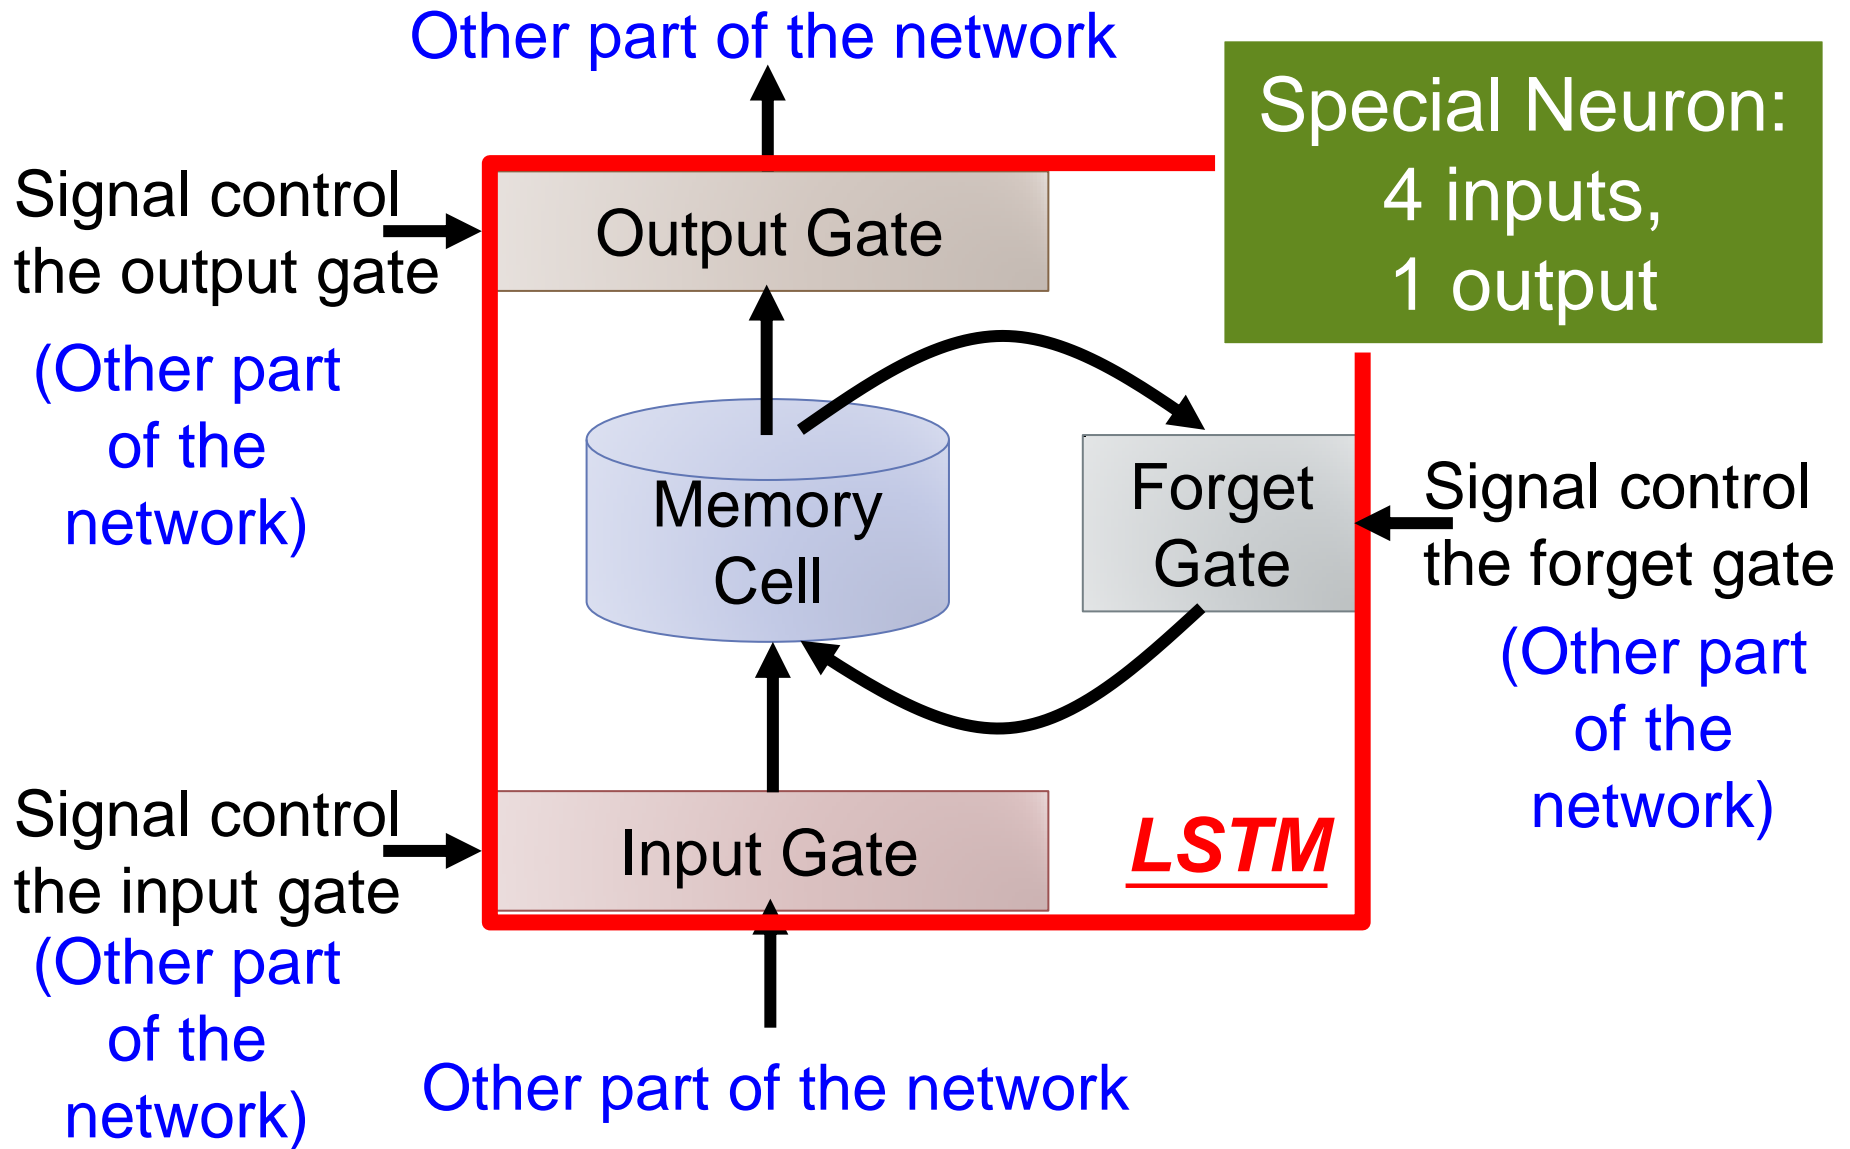 Other part of the network
Special Neuron:
4 inputs,
1 output
Signal control
the output gate
(Other part
of the
network)
Output Gate
Memory
Cell
Forget
Gate
Signal control
the forget gate
(Other part
of the
network)
Signal control
the input gate
(Other part
of the
network)
Input Gate
LSTM
Other part of the network